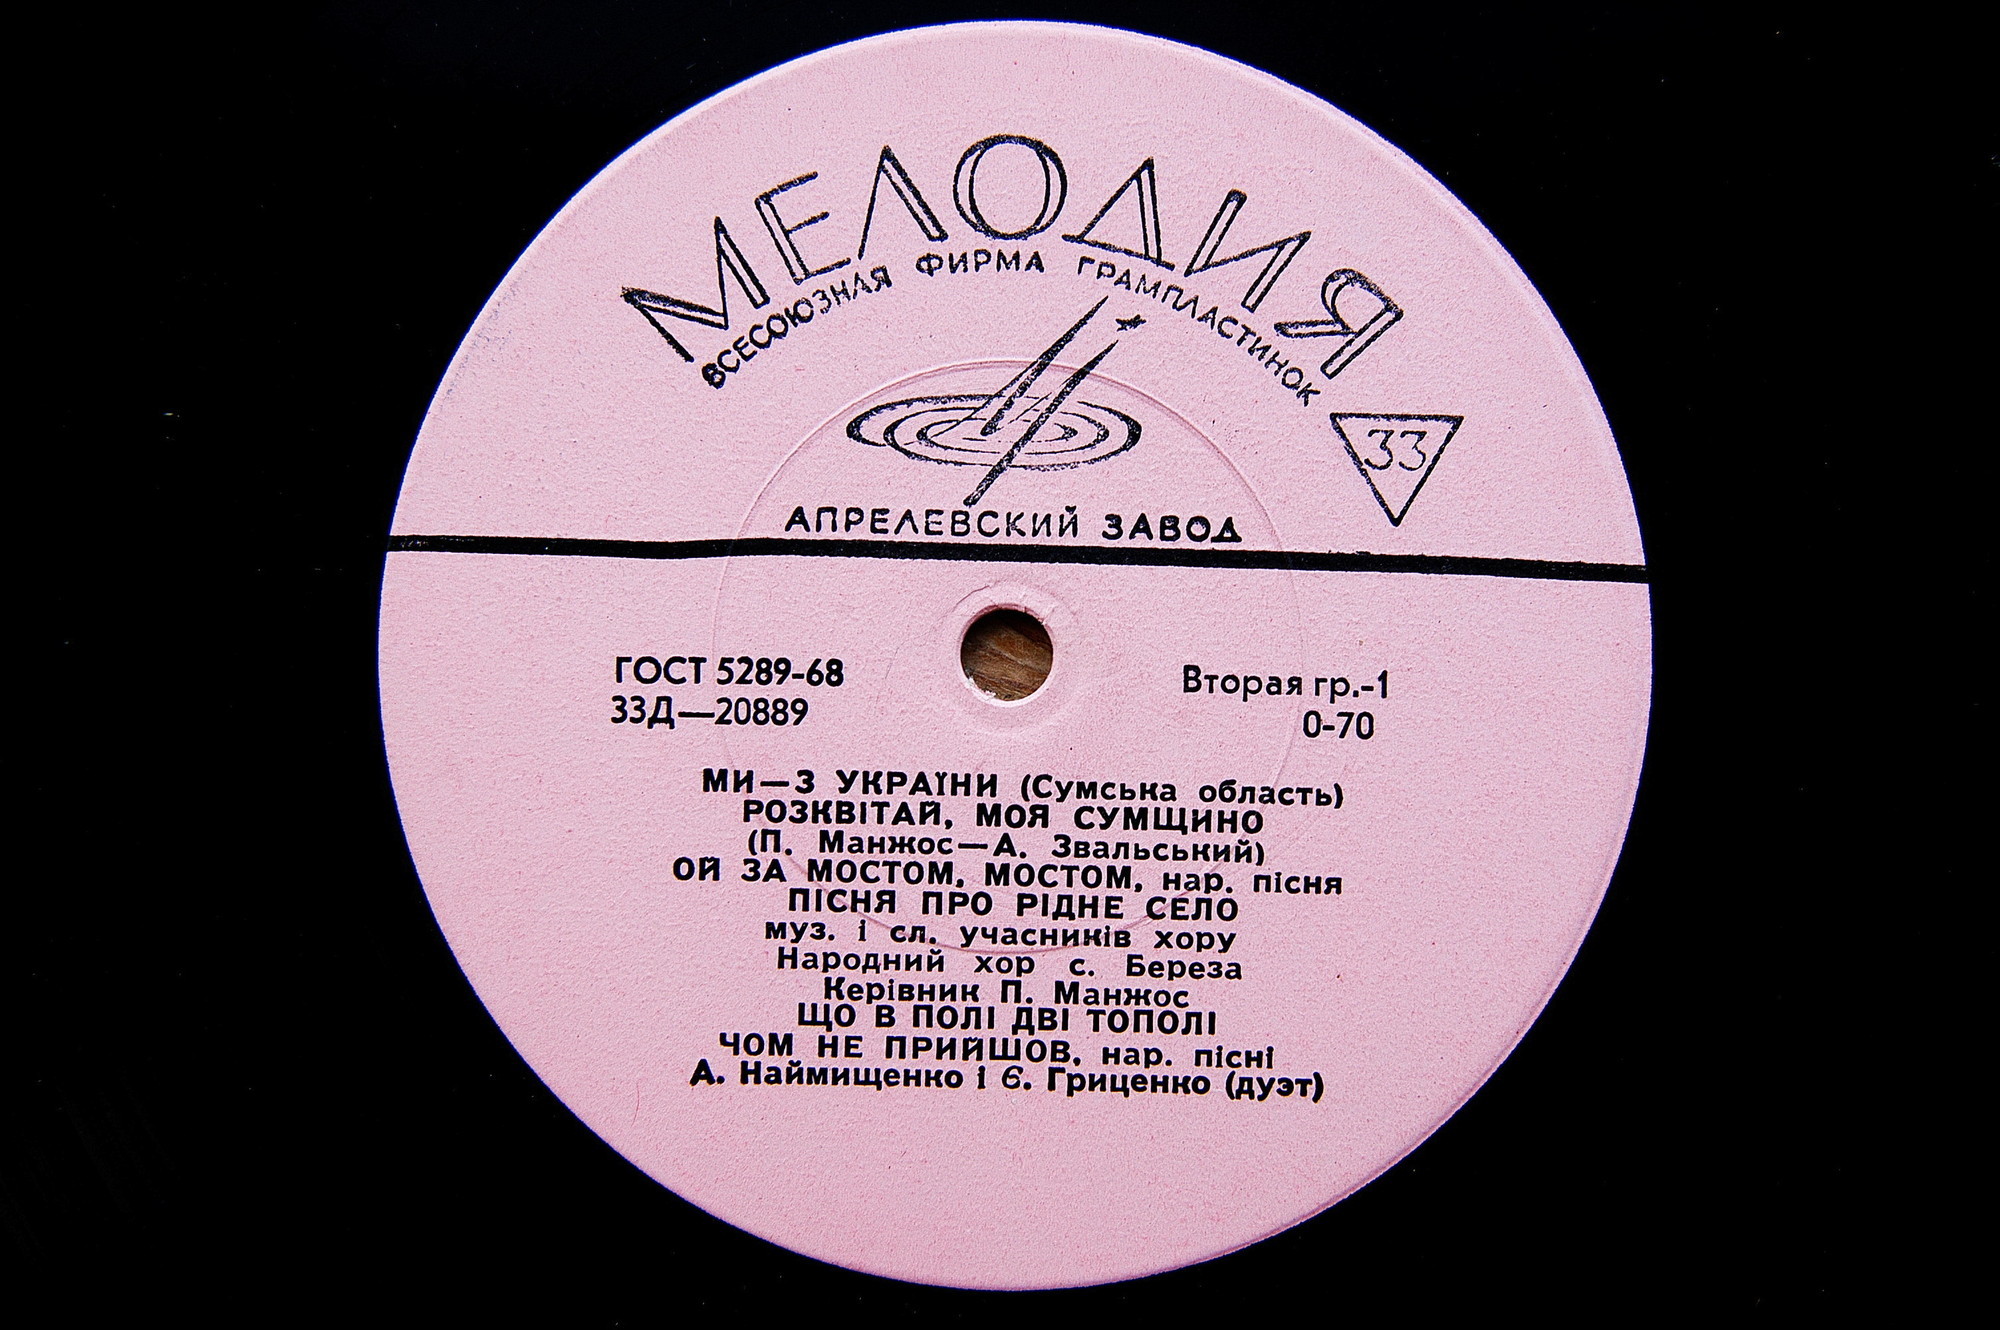 МЕЛОДИЯ
ВСЕСОЮЗНАЯ ФИРМА ГРАМПЛАСТИНОК
33
АПРЕЛЕВСКИЙ ЗАВОД
ГОСТ 5289-68
33Д—20889
Вторая гр.-1
0-70
МИ—З УКРАЇНИ (Сумська область)
РОЗКВІТАЙ, МОЯ СУМЩИНО
(П. Манжос—А. Звальський)
ОЙ ЗА МОСТОМ, МОСТОМ, нар. пісня
ПІСНЯ ПРО РІДНЕ СЕЛО
муз. і сл. учасників хору
Народний хор с. Береза
Керівник П. Манжос
ЩО В ПОЛІ ДВІ ТОПОЛІ
ЧОМ НЕ ПРИЙШОВ, нар. пісні
А. Наймищенко і Є. Гриценко (дуэт)